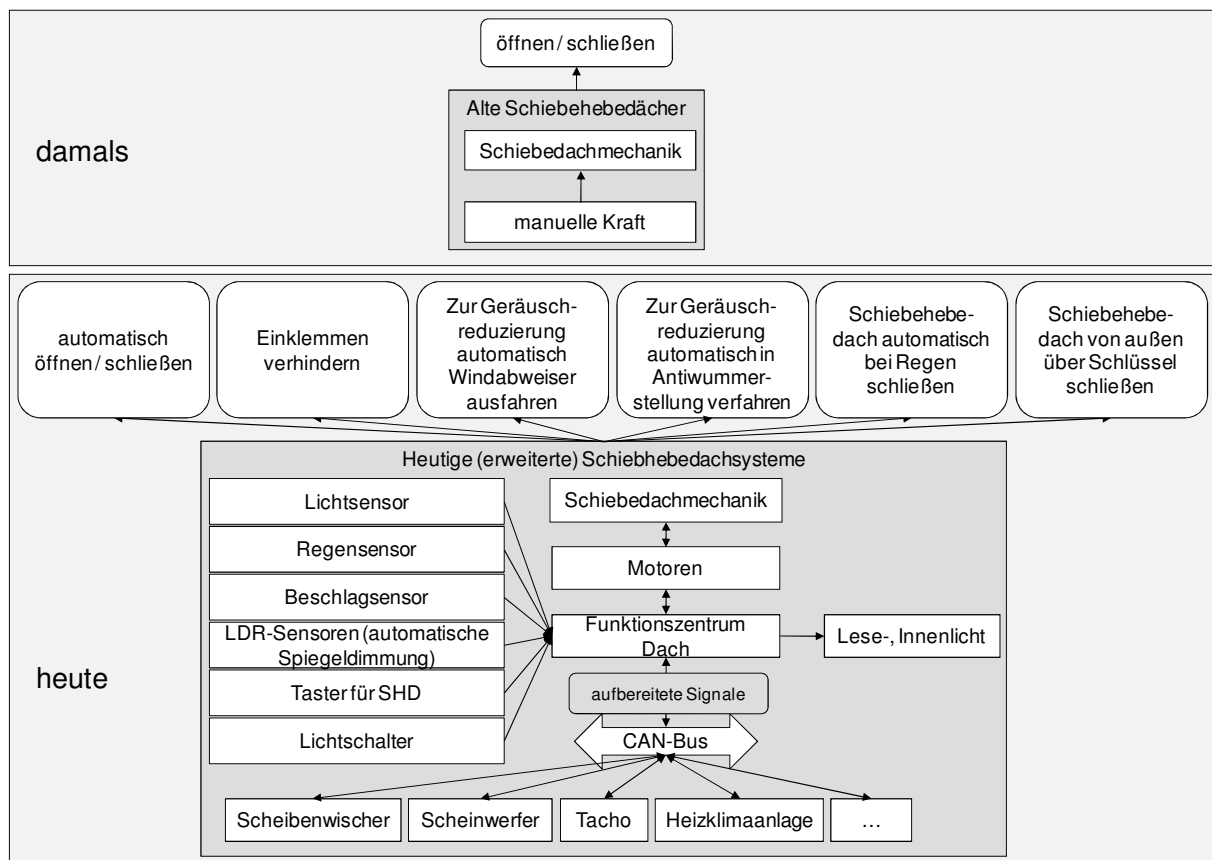 öffnen / schließen
Alte Schiebehebedächer
damals
Schiebedachmechanik
manuelle Kraft
automatisch
öffnen / schließen
Einklemmen
verhindern
Zur Geräusch-
reduzierung
automatisch
Windabweiser
ausfahren
Zur Geräusch-
reduzierung
automatisch in
Antiwummer-
stellung verfahren
Schiebehebe-
dach automatisch
bei Regen
schließen
Schiebehebe-
dach von außen
über Schlüssel
schließen
heute
Heutige (erweiterte) Schiebhebedachsysteme
Lichtsensor
Regensensor
Beschlagsensor
LDR-Sensoren (automatische
Spiegeldimmung)
Taster für SHD
Lichtschalter
Schiebedachmechanik
Motoren
Funktionszentrum
Dach
Lese-, Innenlicht
aufbereitete Signale
CAN-Bus
Scheibenwischer
Scheinwerfer
Tacho
Heizklimaanlage
…